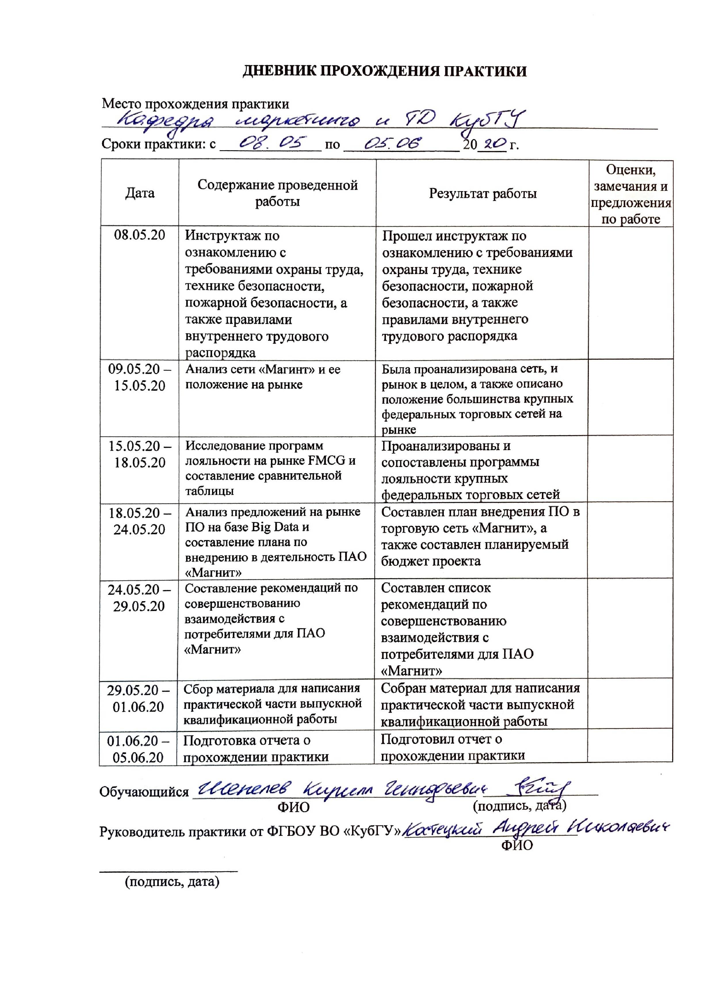 ДНЕВНИК ПРОХОЖДЕНИЯ ПРАКТИКИ
Место прохождения практики
Кафедра маркетинга и ТД КубГУ
Сроки практики: с 08.05 по 05.06 2020 г.
Дата
Содержание проведенной
работы
Результат работы
Оценки,
замечания и
предложения
по работе
08.05.20
Инструктаж по
ознакомлению с
требованиями охраны труда,
технике безопасности,
пожарной безопасности, а
также правилами
внутреннего трудового
распорядка
Прошел инструктаж по
ознакомлению с требованиями
охраны труда, технике
безопасности, пожарной
безопасности, а также
правилами внутреннего
трудового распорядка
09.05.20 –
15.05.20
Анализ сети «Магинт» и ее
положение на рынке
Была проанализирована сеть, и
рынок в целом, а также описано
положение большинства крупных
федеральных торговых сетей на
рынке
15.05.20 –
18.05.20
Исследование программ
лояльности на рынке FMCG и
составление сравнительной
таблицы
Проанализированы и
сопоставлены программы
лояльности крупных
федеральных торговых сетей
18.05.20 –
24.05.20
Анализ предложений на рынке
ПО на базе Big Data и
составление плана по
внедрению в деятельность ПАО
«Магнит»
Составлен план внедрения ПО в
торговую сеть «Магнит», а
также составлен планируемый
бюджет проекта
24.05.20 –
29.05.20
Составление рекомендаций по
совершенствованию
взаимодействия с
потребителями для ПАО
«Магнит»
Составлен список
рекомендаций по
совершенствованию
взаимодействия с
потребителями для ПАО
«Магнит»
29.05.20 –
01.06.20
Сбор материала для написания
практической части выпускной
квалификационной работы
Собран материал для написания
практической части выпускной
квалификационной работы
01.06.20 –
05.06.20
Подготовка отчета о
прохождении практики
Подготовил отчет о
прохождении практики
Обучающийся Шепелев Кирилл Геннадьевич
ФИО (подпись, дата)
Руководитель практики от ФГБОУ ВО «КубГУ» Костецкий Андрей Николаевич
ФИО
(подпись, дата)